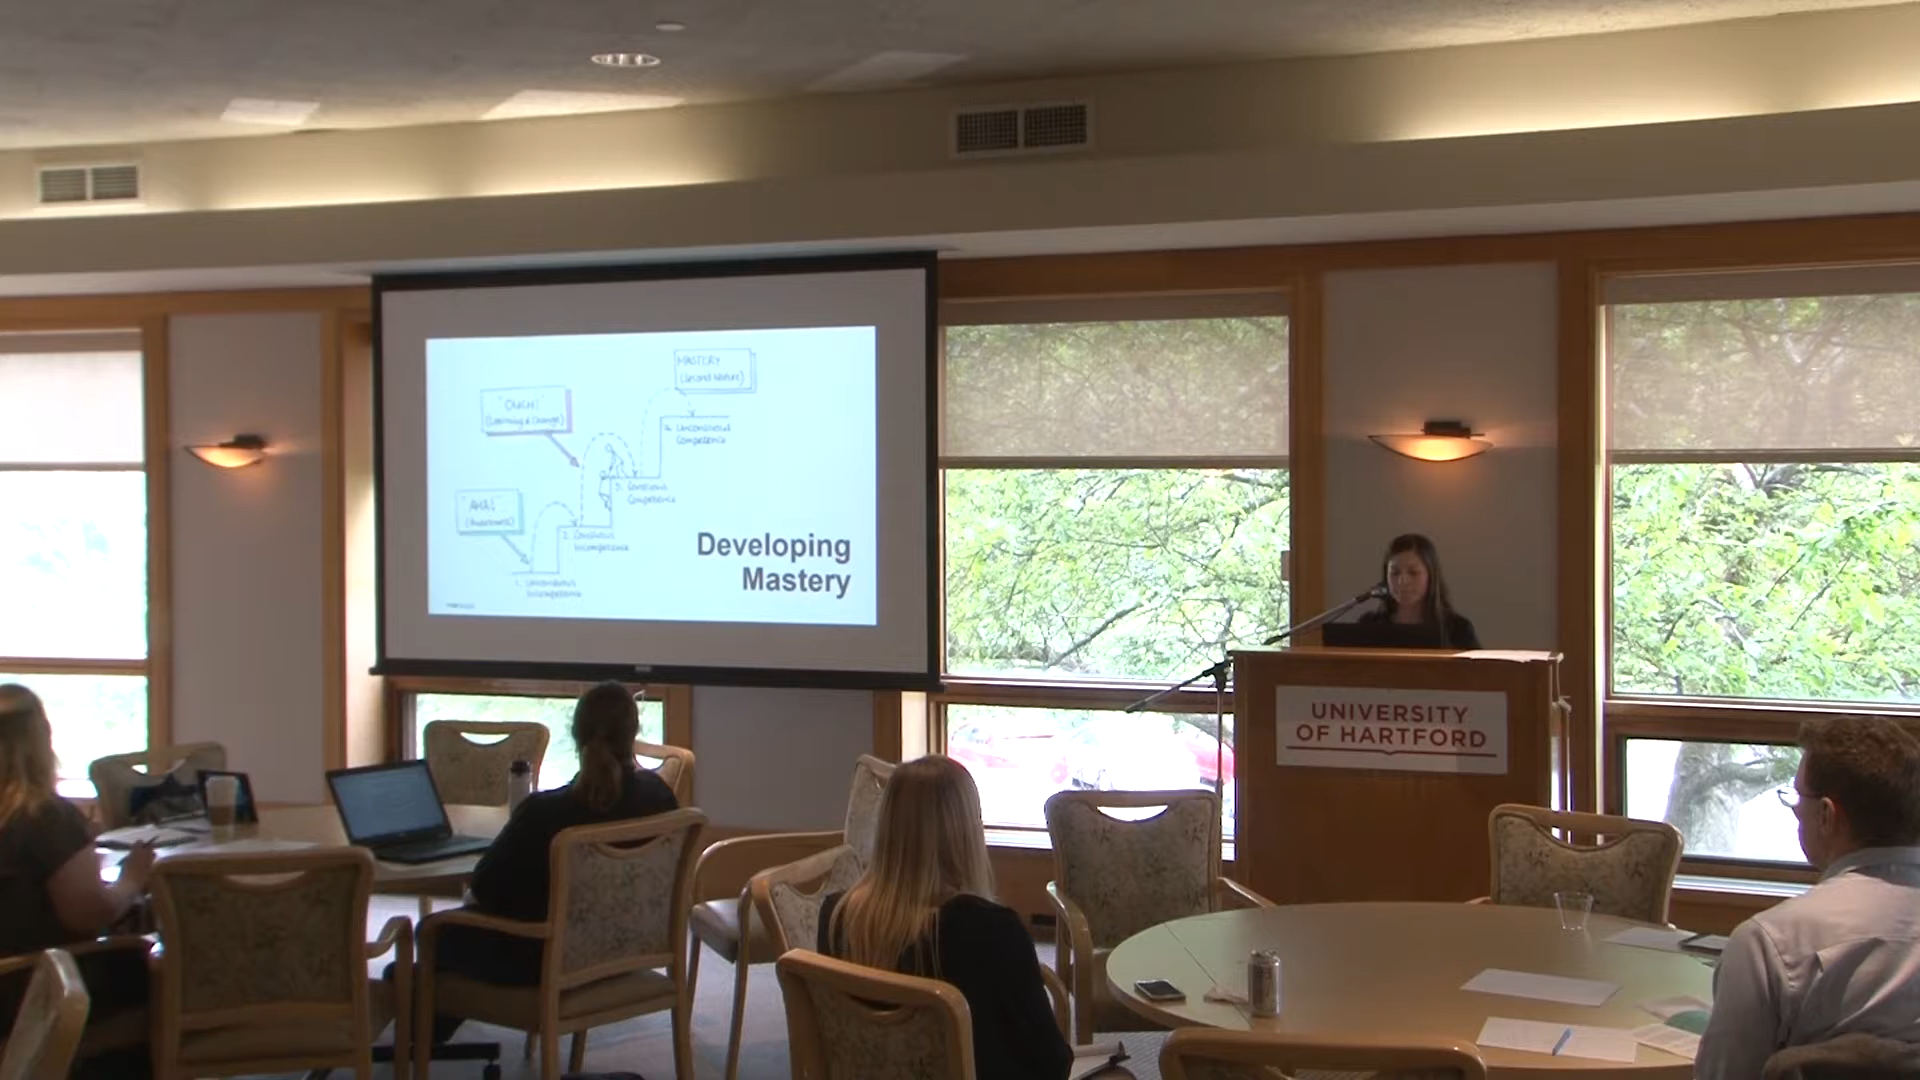 MASTERY
(Second Nature)
"OUCH!"
(Learning & Change)
4. Unconscious
Competence
3. Conscious
Competence
"AHA!"
(Awareness)
2. Conscious
Incompetence
1. Unconscious
Incompetence
Developing
Mastery
UNIVERSITY
OF HARTFORD